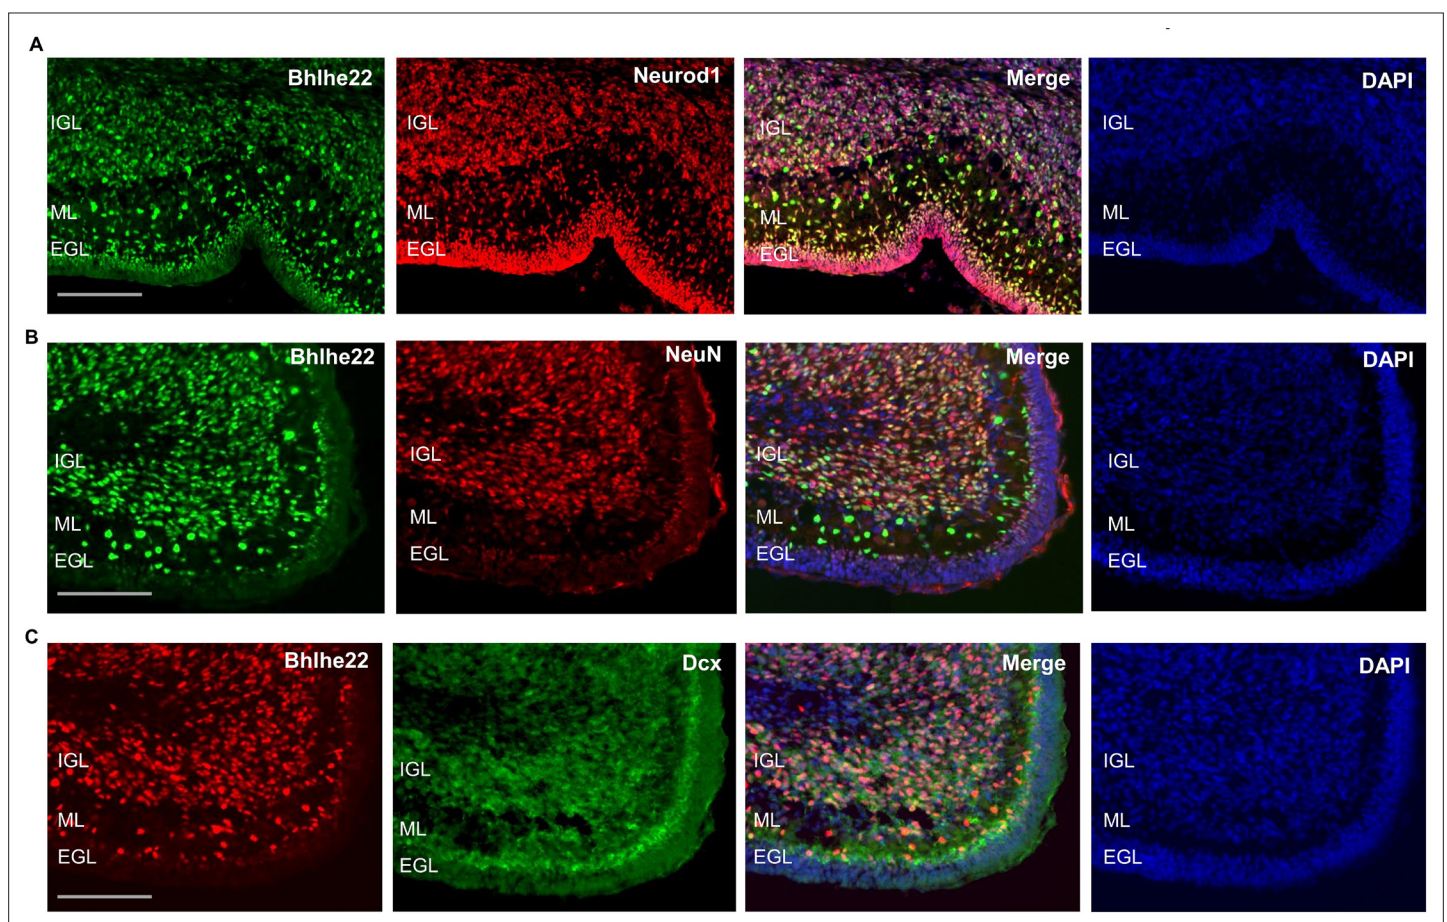 A
Bhlhe22 Neurod1 Merge DAPI
IGL IGL IGL IGL
ML ML ML ML
EGL EGL EGL EGL
B
Bhlhe22 NeuN Merge DAPI
IGL IGL IGL IGL
ML ML ML ML
EGL EGL EGL EGL
C
Bhlhe22 Dcx Merge DAPI
IGL IGL IGL IGL
ML ML ML ML
EGL EGL EGL EGL